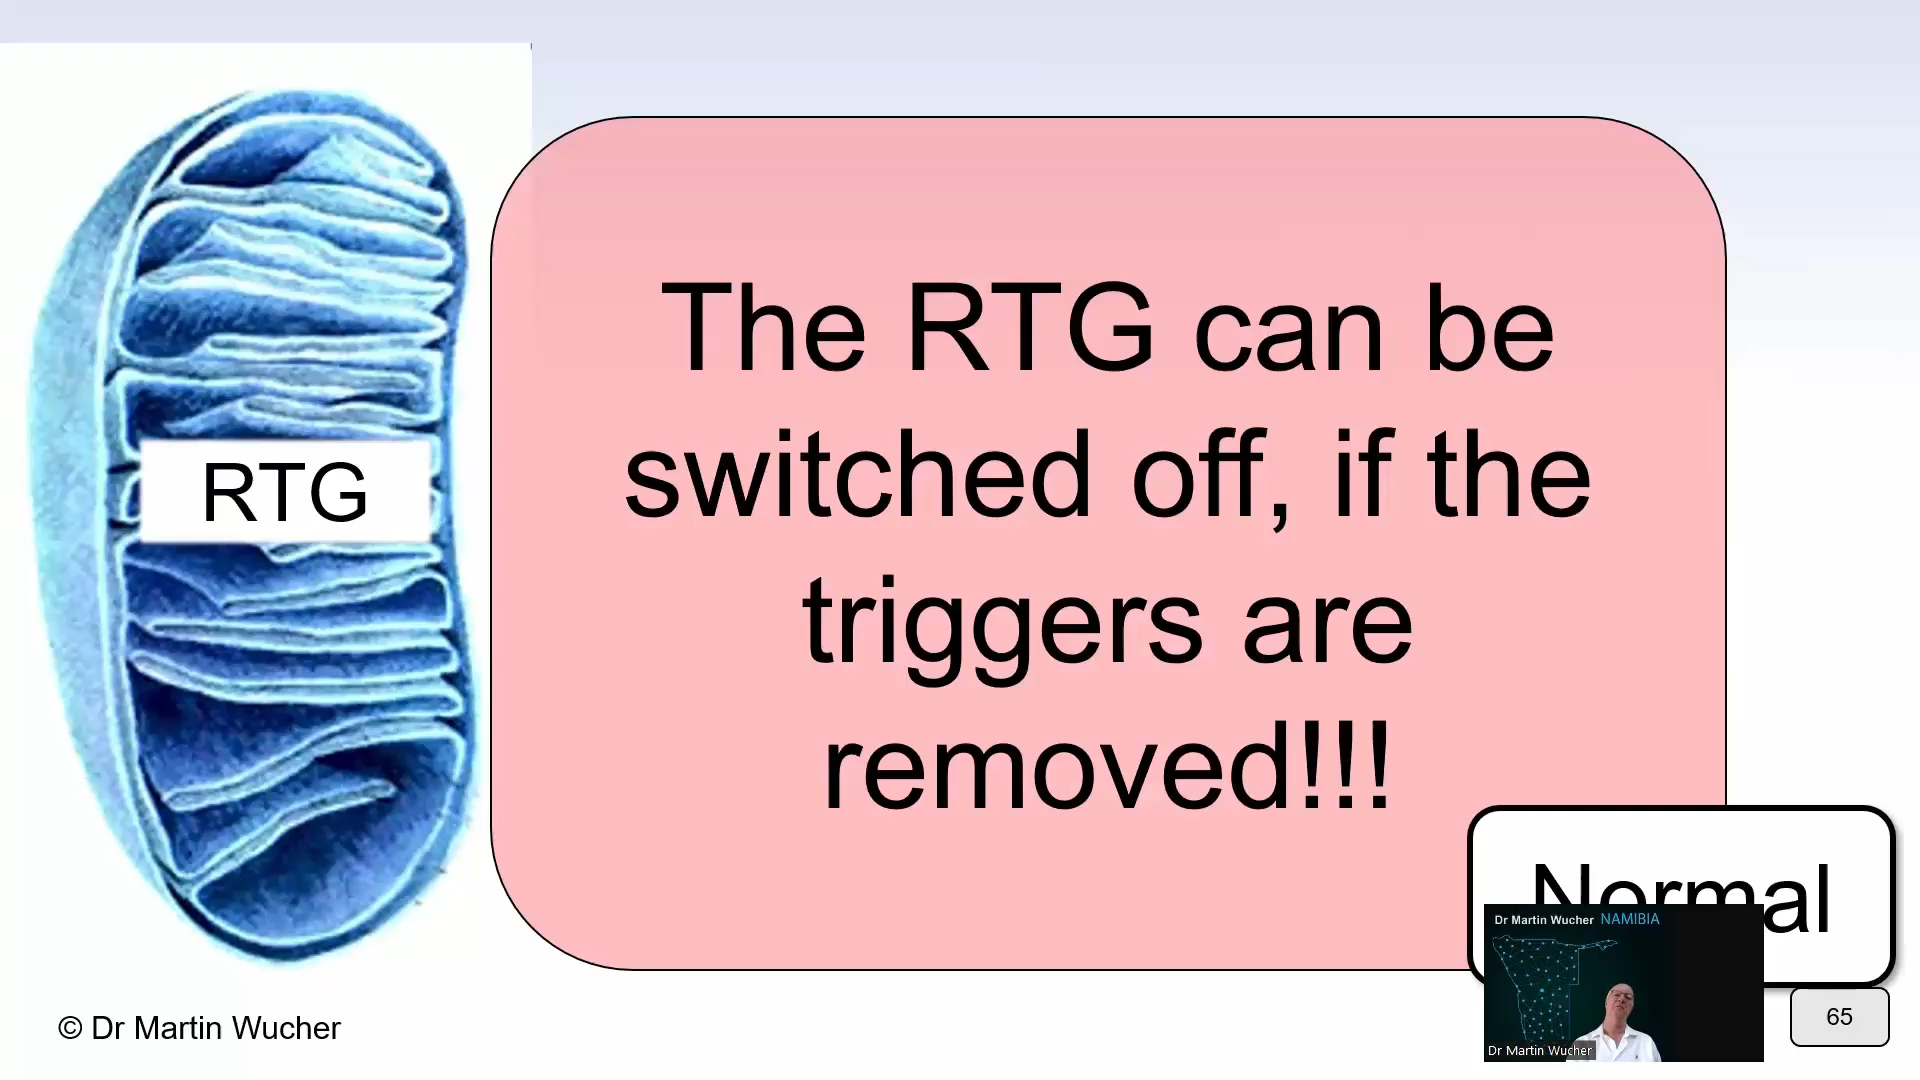 RTG
The RTG can be
switched off, if the
triggers are
removed!!!
Normal
Dr Martin Wucher NAMIBIA
Dr Martin Wucher
65
© Dr Martin Wucher